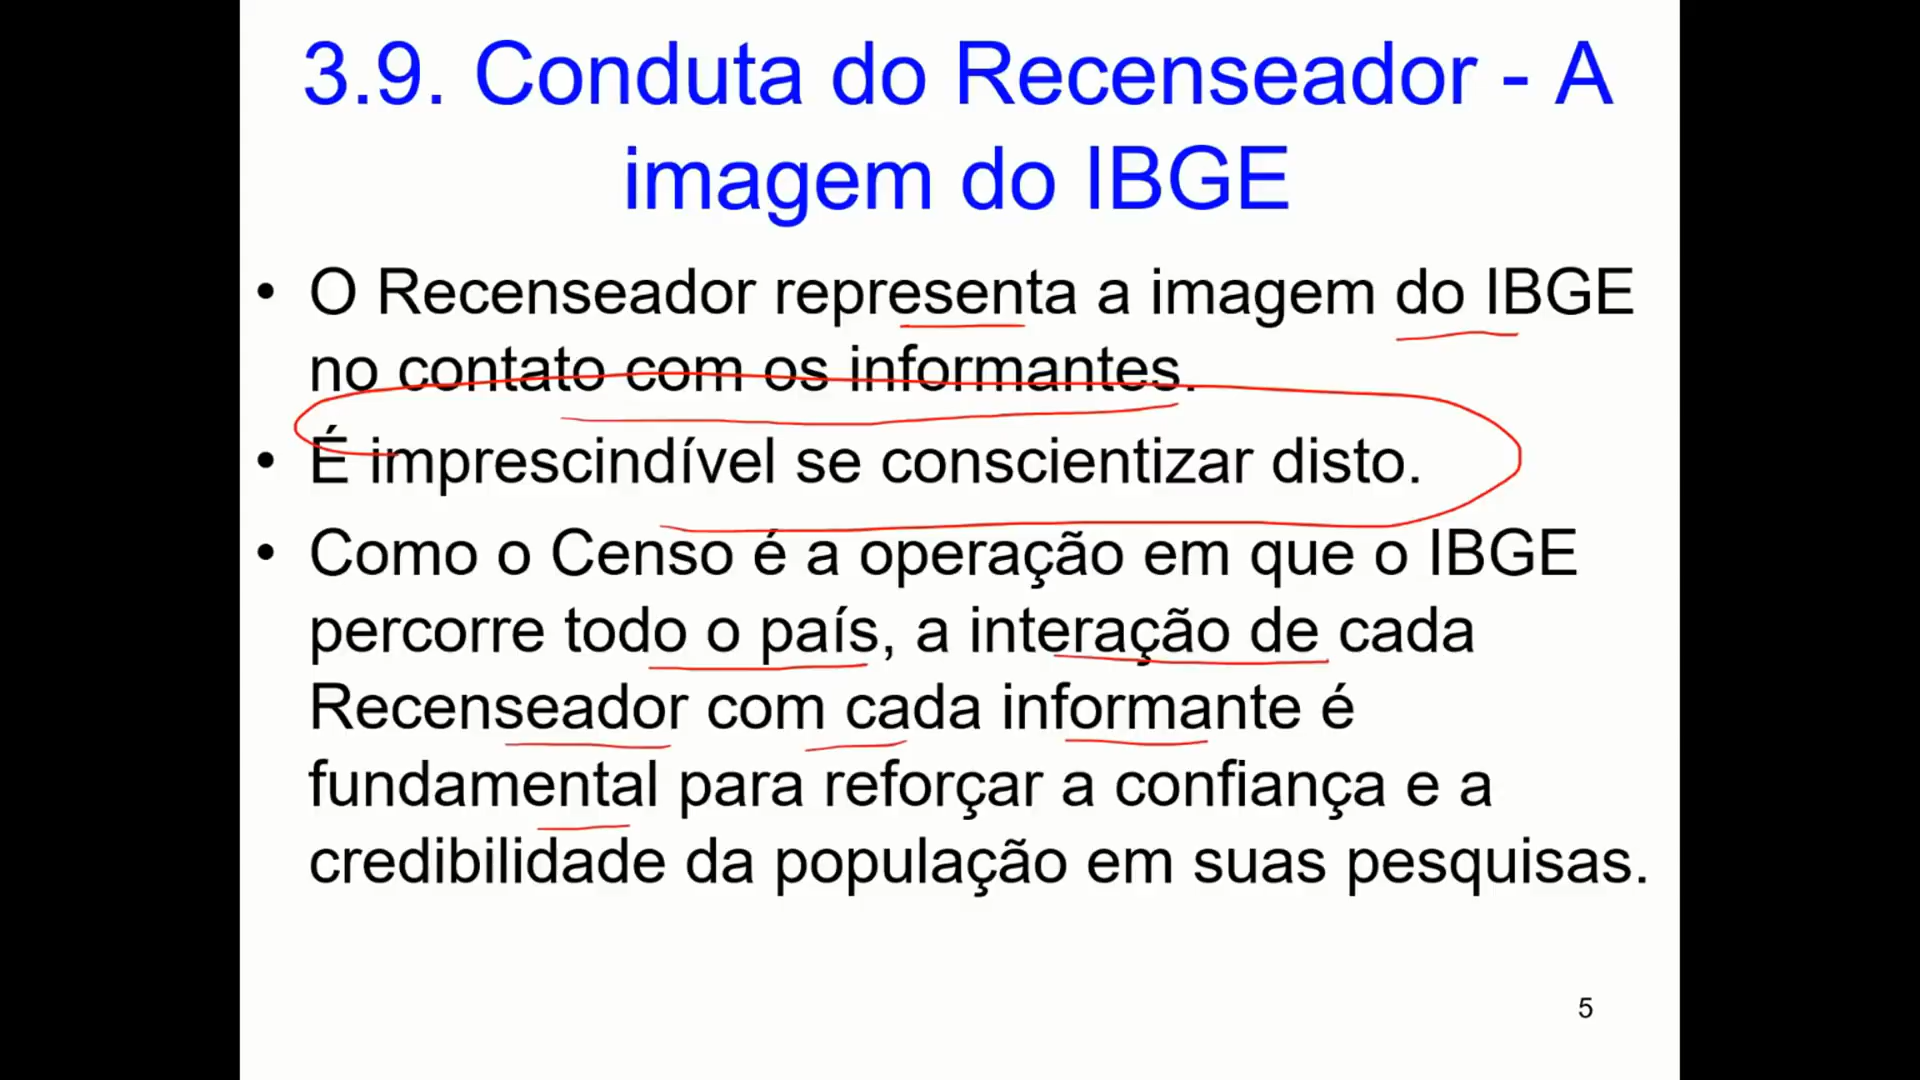 3.9. Conduta do Recenseador - A
imagem do IBGE
• O Recenseador representa a imagem do IBGE
no contato com os informantes.
• É imprescindível se conscientizar disto.
• Como o Censo é a operação em que o IBGE
percorre todo o país, a interação de cada
Recenseador com cada informante é
fundamental para reforçar a confiança e a
credibilidade da população em suas pesquisas.
5